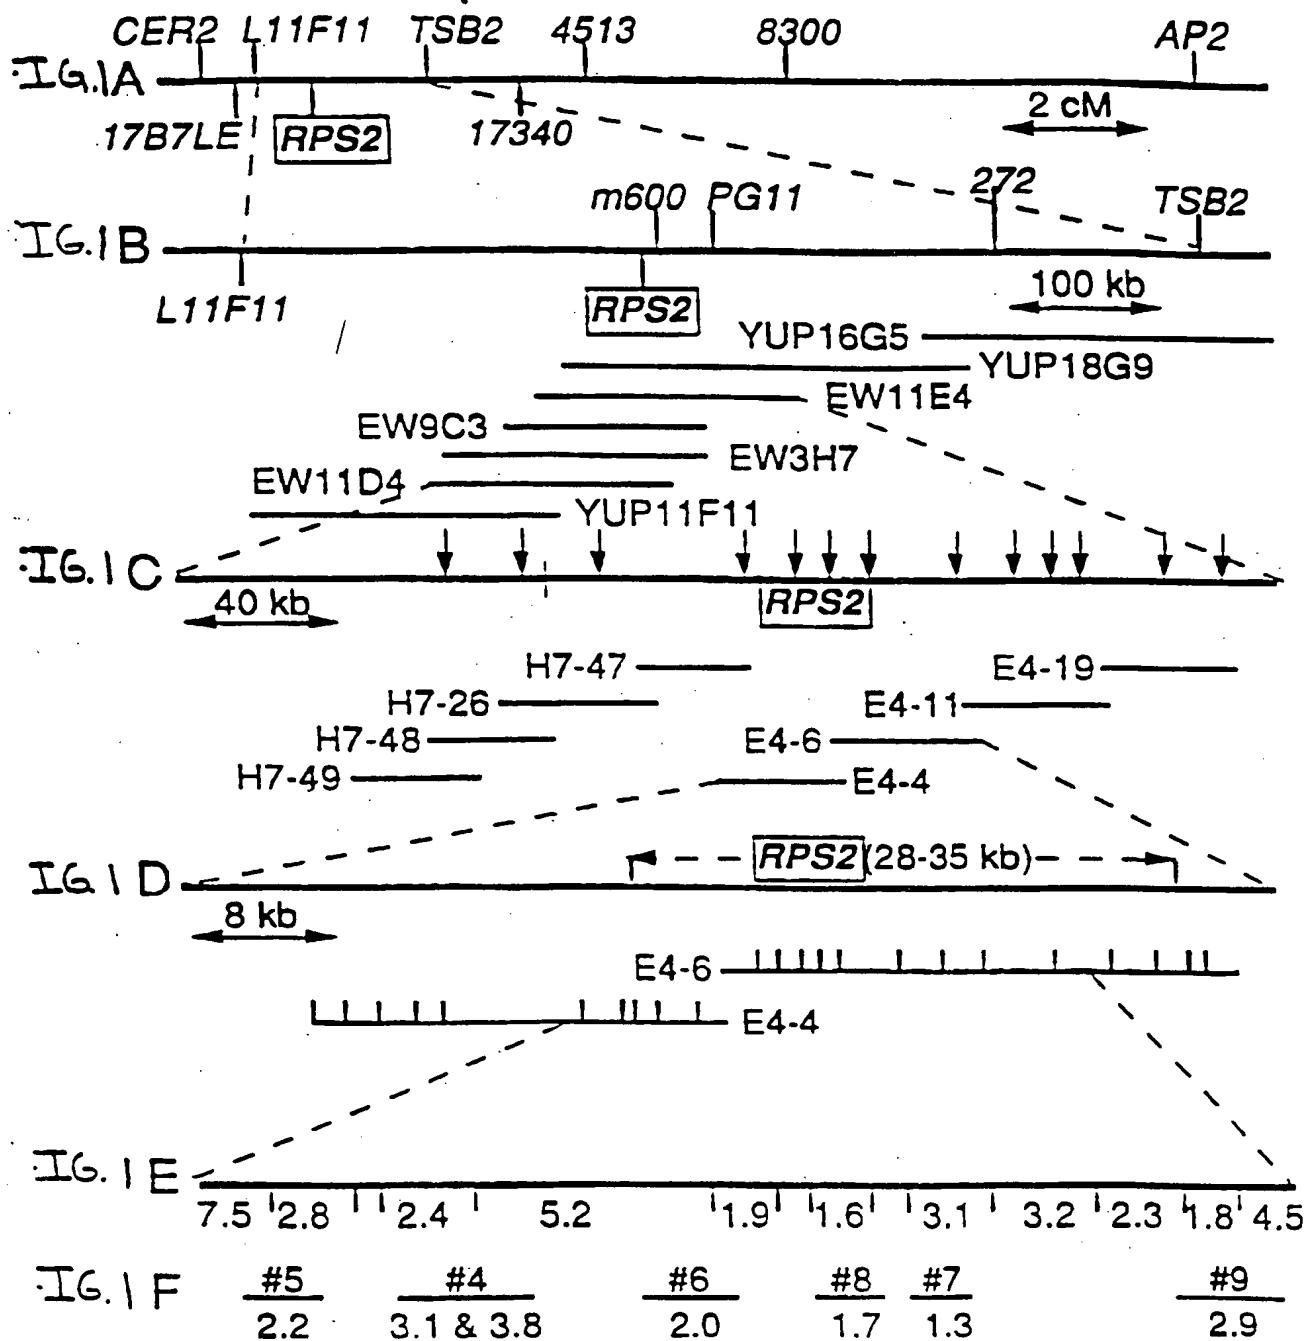 CER2 L11F11 TSB2 4513 8300 AP2
IG.1A
2 cM
17B7LE RPS2 17340
m600 PG11 272 TSB2
IG.1B
100 kb
L11F11 RPS2
YUP16G5
YUP18G9
EW11E4
EW9C3
EW3H7
EW11D4
YUP11F11
IG.1C
40 kb RPS2
H7-47 E4-19
H7-26 E4-11
H7-48 E4-6
H7-49 E4-4
RPS2 (28-35 kb)
IG.1D
8 kb
E4-6
E4-4
IG.1E
7.5 2.8 2.4 5.2 1.9 1.6 3.1 3.2 2.3 1.8 4.5
IG.1F #5 #4 #6 #8 #7 #9
2.2 3.1 & 3.8 2.0 1.7 1.3 2.9